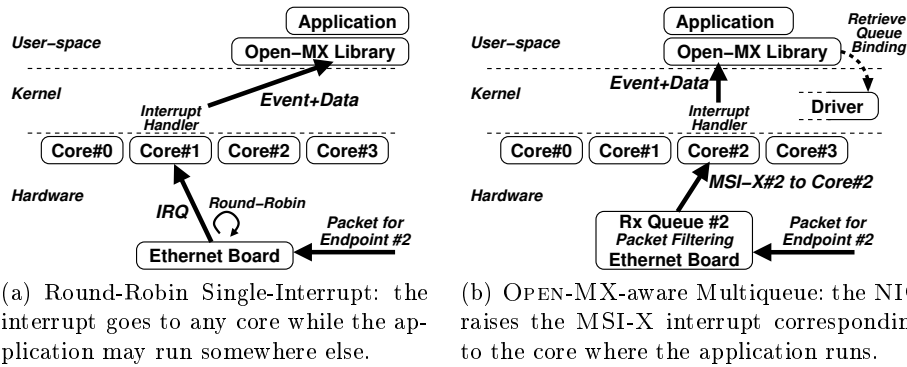 Application
User-space
Open-MX Library
Kernel
Interrupt
Handler
Event+Data
Core#0
Core#1
Core#2
Core#3
Hardware
IRQ
Round-Robin
Packet for
Endpoint #2
Ethernet Board
(a) Round-Robin Single-Interrupt: the
interrupt goes to any core while the ap-
plication may run somewhere else.
Application
Retrieve
Queue
Binding
User-space
Open-MX Library
Event+Data
Kernel
Interrupt
Handler
Driver
Core#0
Core#1
Core#2
Core#3
Hardware
MSI-X#2 to Core#2
Rx Queue #2
Packet Filtering
Ethernet Board
Packet for
Endpoint #2
(b) OPEN-MX-aware Multiqueue: the NI
raises the MSI-X interrupt correspondin
to the core where the application runs.